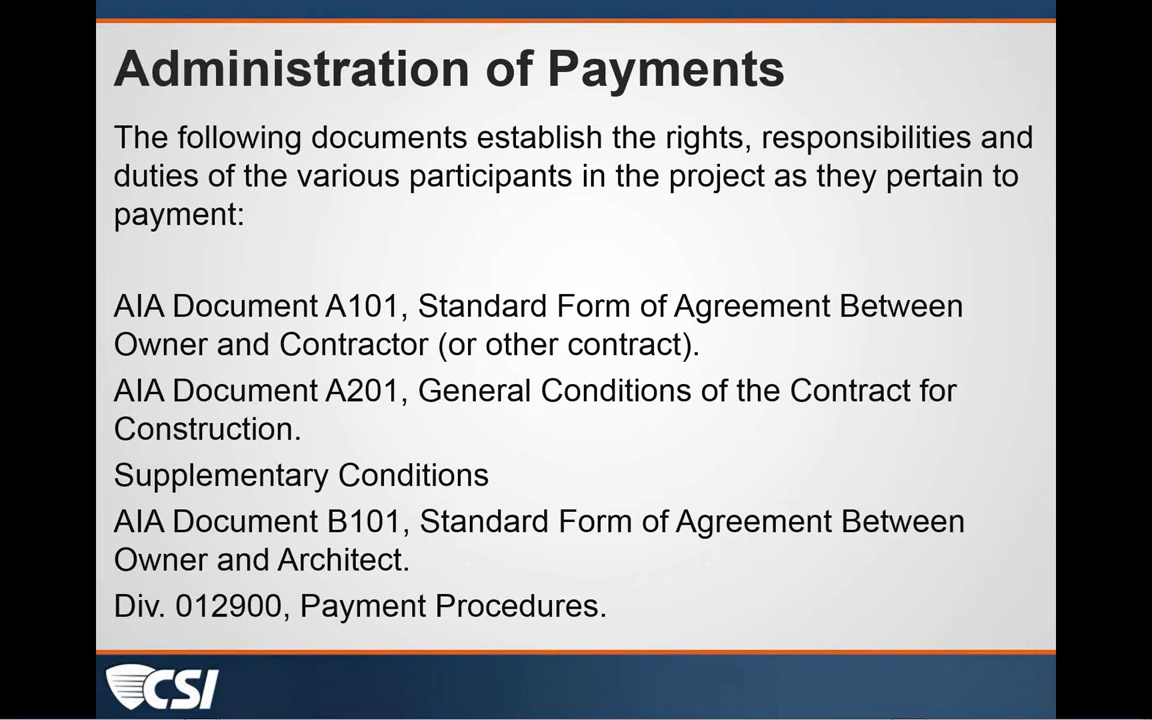 Administration of Payments
The following documents establish the rights, responsibilities and
duties of the various participants in the project as they pertain to
payment:
AIA Document A101, Standard Form of Agreement Between
Owner and Contractor (or other contract).
AIA Document A201, General Conditions of the Contract for
Construction.
Supplementary Conditions
AIA Document B101, Standard Form of Agreement Between
Owner and Architect.
Div. 012900, Payment Procedures.
CSI